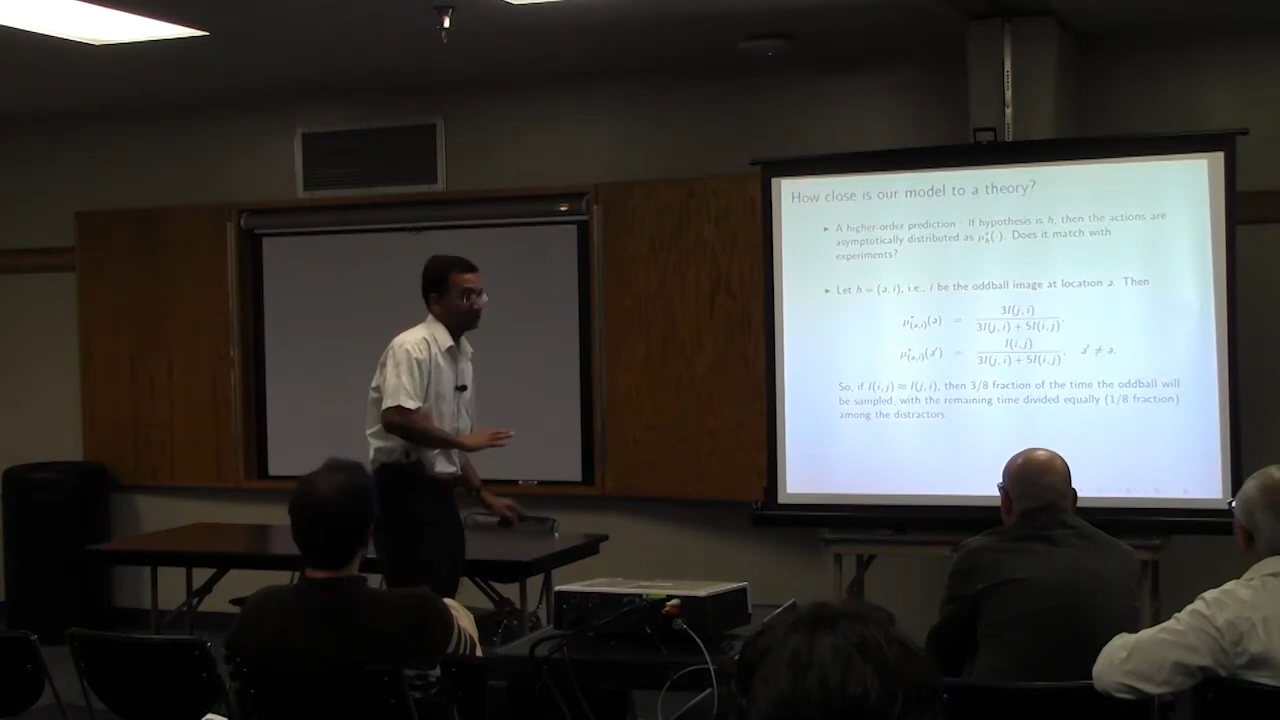 How close is our model to a theory?
▸ A higher-order prediction : If hypothesis is h, then the actions are
asymptotically distributed as μ*ₕ(·). Does it match with
experiments?
▸ Let h = (a, i), i.e., i be the oddball image at location a. Then
μ*₍ₐ,ᵢ₎(a) = 3I(j, i) / (3I(j, i) + 5I(i, j)),
μ*₍ₐ,ᵢ₎(a′) = I(i, j) / (3I(j, i) + 5I(i, j)), a′ ≠ a.
So, if I(i, j) ≈ I(j, i), then 3/8 fraction of the time the oddball will
be sampled, with the remaining time divided equally (1/8 fraction)
among the distractors.